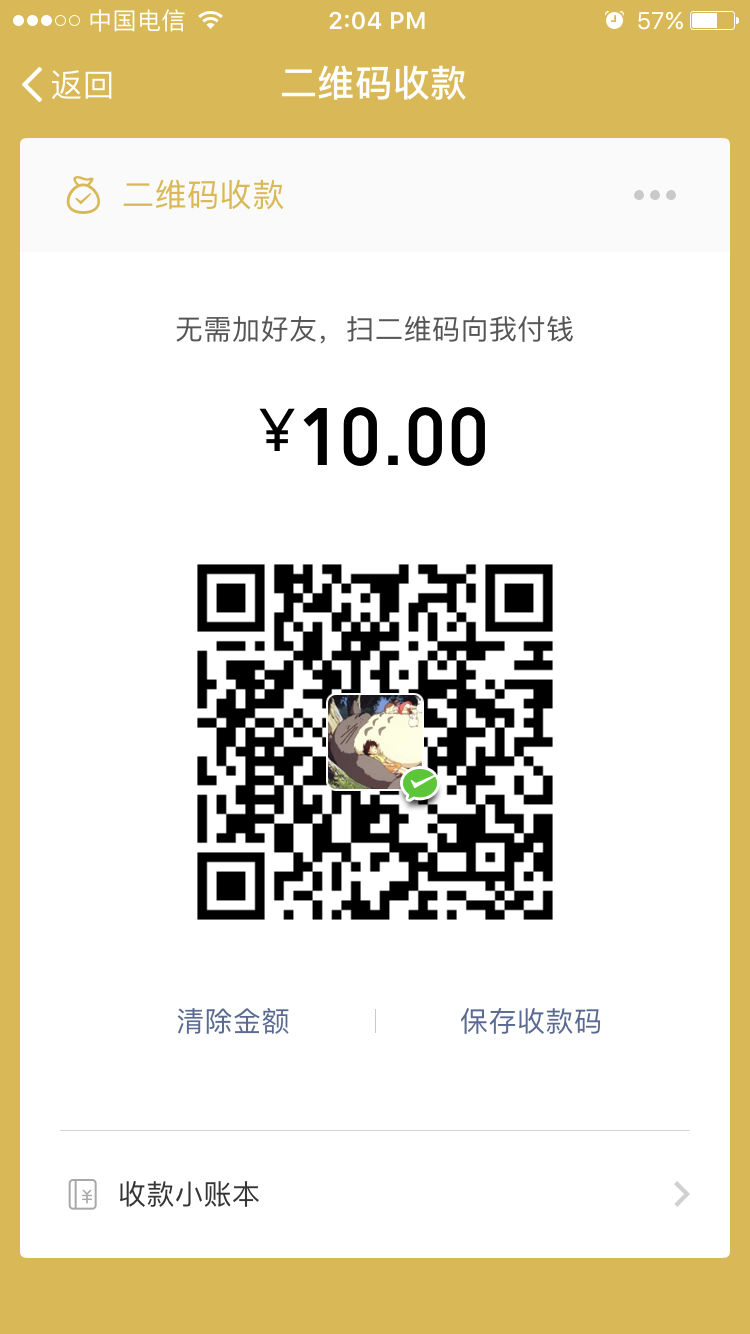 中国电信 2:04 PM 57%
返回 二维码收款
二维码收款
无需加好友，扫二维码向我付钱
¥10.00
清除金额 保存收款码
收款小账本